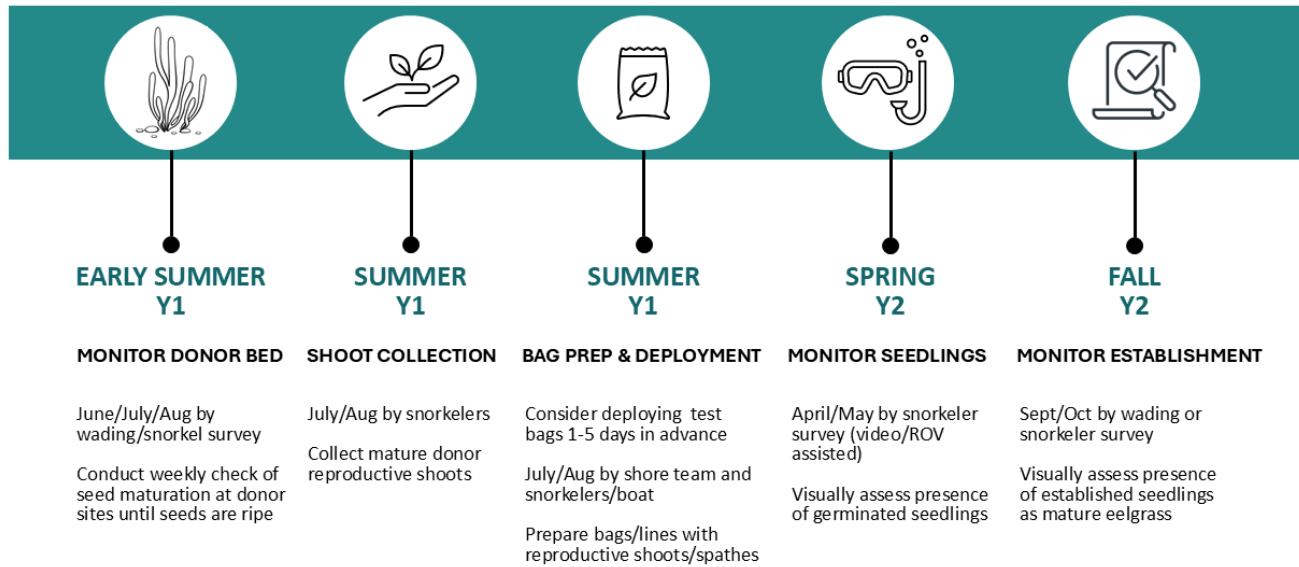 EARLY SUMMER
Y1
MONITOR DONOR BED
June/July/Aug by
wading/snorkel survey
Conduct weekly check of
seed maturation at donor
sites until seeds are ripe
SUMMER
Y1
SHOOT COLLECTION
July/Aug by snorkelers
Collect mature donor
reproductive shoots
SUMMER
Y1
BAG PREP & DEPLOYMENT
Consider deploying test
bags 1-5 days in advance
July/Aug by shore team and
snorkelers/boat
Prepare bags/lines with
reproductive shoots/spathes
SPRING
Y2
MONITOR SEEDLINGS
April/May by snorkeler
survey (video/ROV
assisted)
Visually assess presence
of germinated seedlings
FALL
Y2
MONITOR ESTABLISHMENT
Sept/Oct by wading or
snorkeler survey
Visually assess presence
of established seedlings
as mature eelgrass